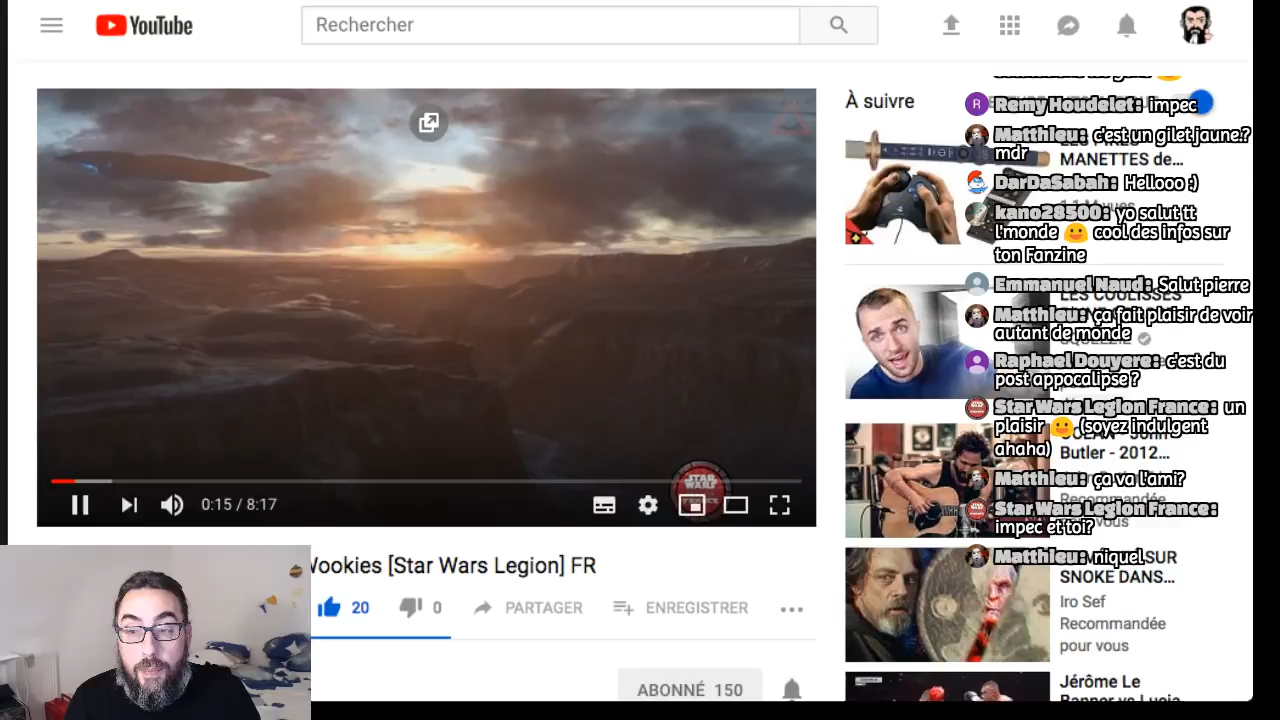 YouTube
Rechercher
0:15 / 8:17
STAR WARS
Wookies [Star Wars Legion] FR
20
0
PARTAGER
ENREGISTRER
ABONNÉ 150
À suivre
MANETTES de...
LES COULISSES
Butler - 2012...
SNOKE DANS...
Iro Sef
Recommandée
pour vous
Jérôme Le
Remy Houdelet: impec
Matthieu: c'est un gilet jaune.?
mdr
DarDaSabah: Hellooo :)
kano28500: yo salut tt
l'monde 🙂 cool des infos sur
ton Fanzine
Emmanuel Naud: Salut pierre
Matthieu: ça fait plaisir de voir
autant de monde
Raphael Douyere: c'est du
post appocalipse ?
Star Wars Legion France: un
plaisir 🙂 (soyez indulgent
ahaha)
Matthieu: ça va l'ami?
Star Wars Legion France:
impec et toi?
Matthieu: niquel